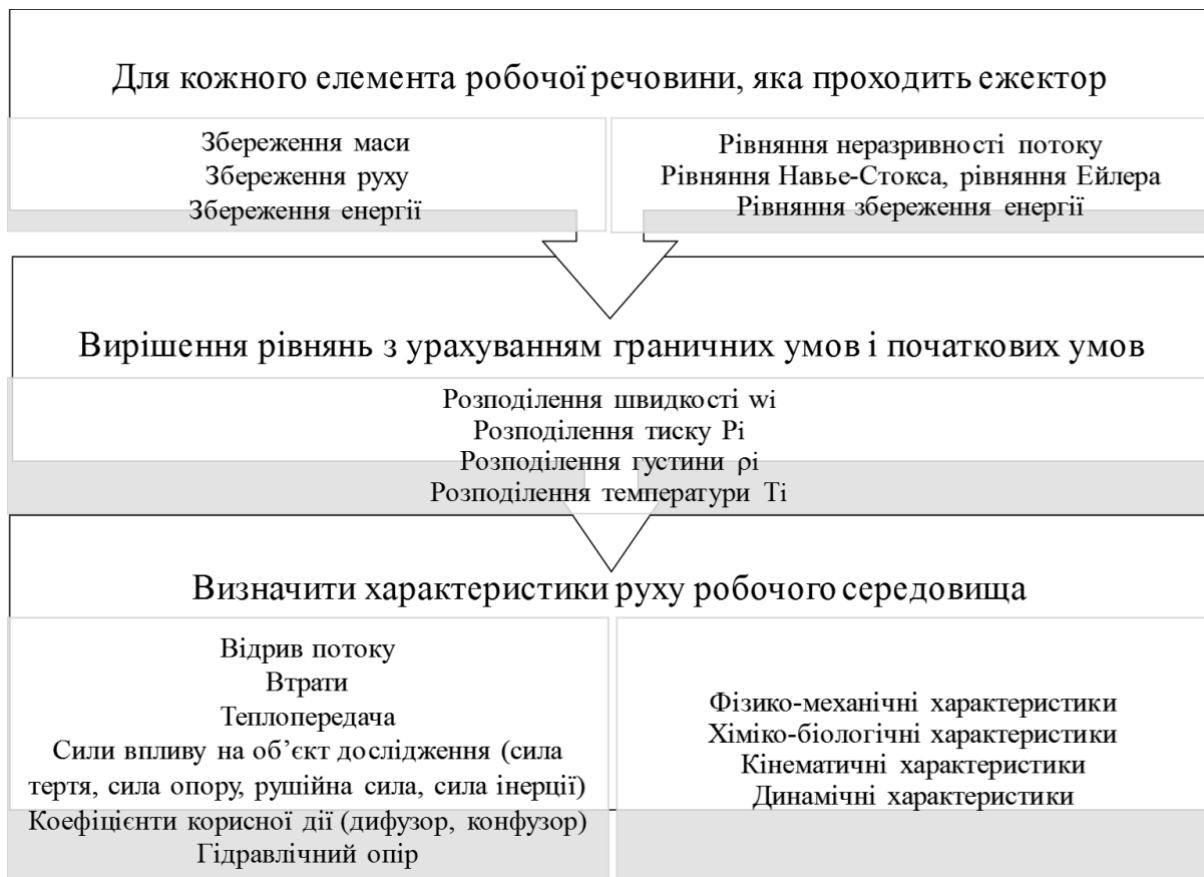 Для кожного елемента робочої речовини, яка проходить ежектор
Збереження маси
Збереження руху
Збереження енергії
Рівняння неразривності потоку
Рівняння Навье-Стокса, рівняння Ейлера
Рівняння збереження енергії
Вирішення рівнянь з урахуванням граничних умов і початкових умов
Розподілення швидкості wi
Розподілення тиску Pi
Розподілення густини ρi
Розподілення температури Ti
Визначити характеристики руху робочого середовища
Відрив потоку
Втрати
Теплопередача
Сили впливу на об’єкт дослідження (сила
тертя, сила опору, рушійна сила, сила інерції)
Коефіцієнти корисної дії (дифузор, конфузор)
Гідравлічний опір
Фізико-механічні характеристики
Хіміко-біологічні характеристики
Кінематичні характеристики
Динамічні характеристики